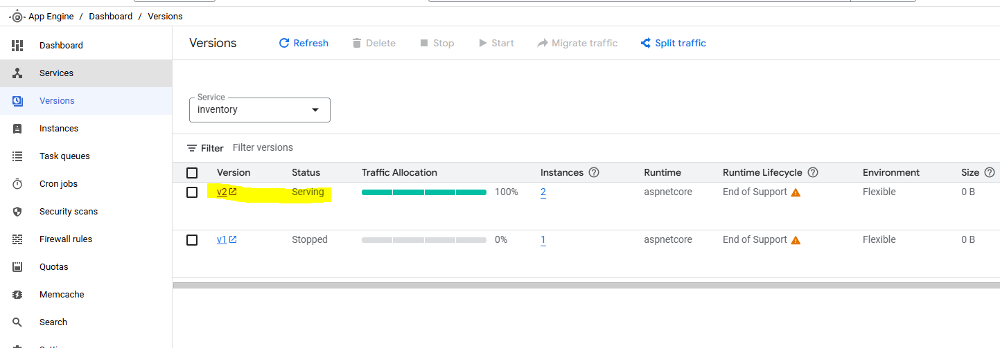 App Engine / Dashboard / Versions
Dashboard
Services
Versions
Instances
Task queues
Cron jobs
Security scans
Firewall rules
Quotas
Memcache
Search
Versions Refresh Delete Stop Start Migrate traffic Split traffic
Service
inventory
Filter Filter versions
Version Status Traffic Allocation Instances Runtime Runtime Lifecycle Environment Size
v2 Serving 100% 2 aspnetcore End of Support Flexible 0 B
v1 Stopped 0% 1 aspnetcore End of Support Flexible 0 B